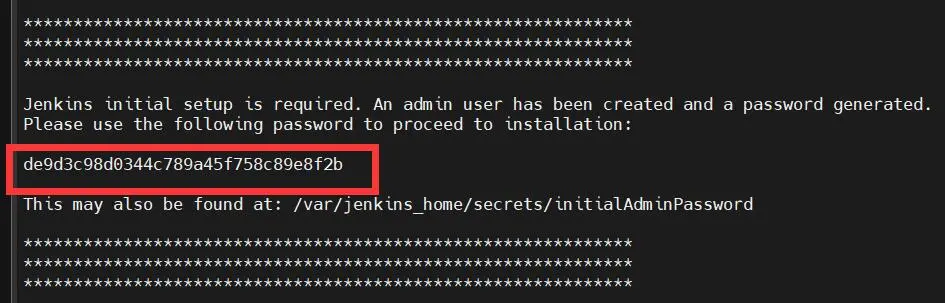 *************************************************************
*************************************************************
*************************************************************
Jenkins initial setup is required. An admin user has been created and a password generated.
Please use the following password to proceed to installation:
de9d3c98d0344c789a45f758c89e8f2b
This may also be found at: /var/jenkins_home/secrets/initialAdminPassword
*************************************************************
*************************************************************
*************************************************************